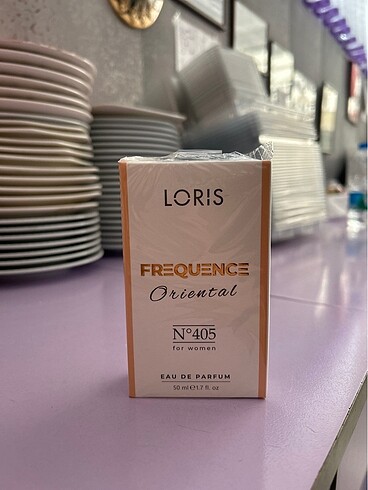 LORIS
FREQUENCE
Oriental
N°405
for women
EAU DE PARFUM
50 ml ℮ 1.7 fl. oz